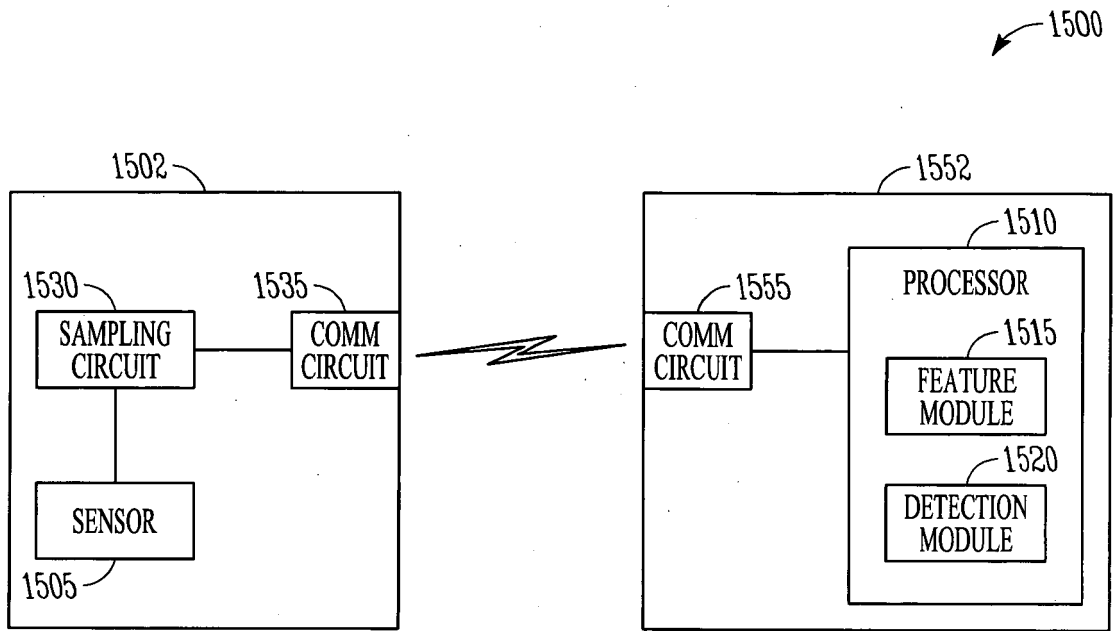 1500
1502
1552
1510
1530
1535
1555
PROCESSOR
SAMPLING
CIRCUIT
COMM
CIRCUIT
COMM
CIRCUIT
1515
FEATURE
MODULE
1520
SENSOR
DETECTION
MODULE
1505